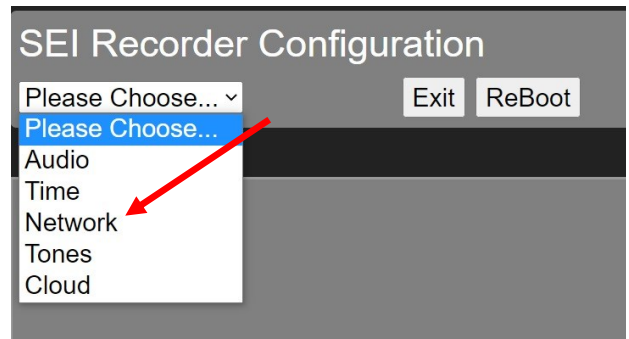 SEI Recorder Configuration
Please Choose... Exit ReBoot
Please Choose...
Audio
Time
Network
Tones
Cloud